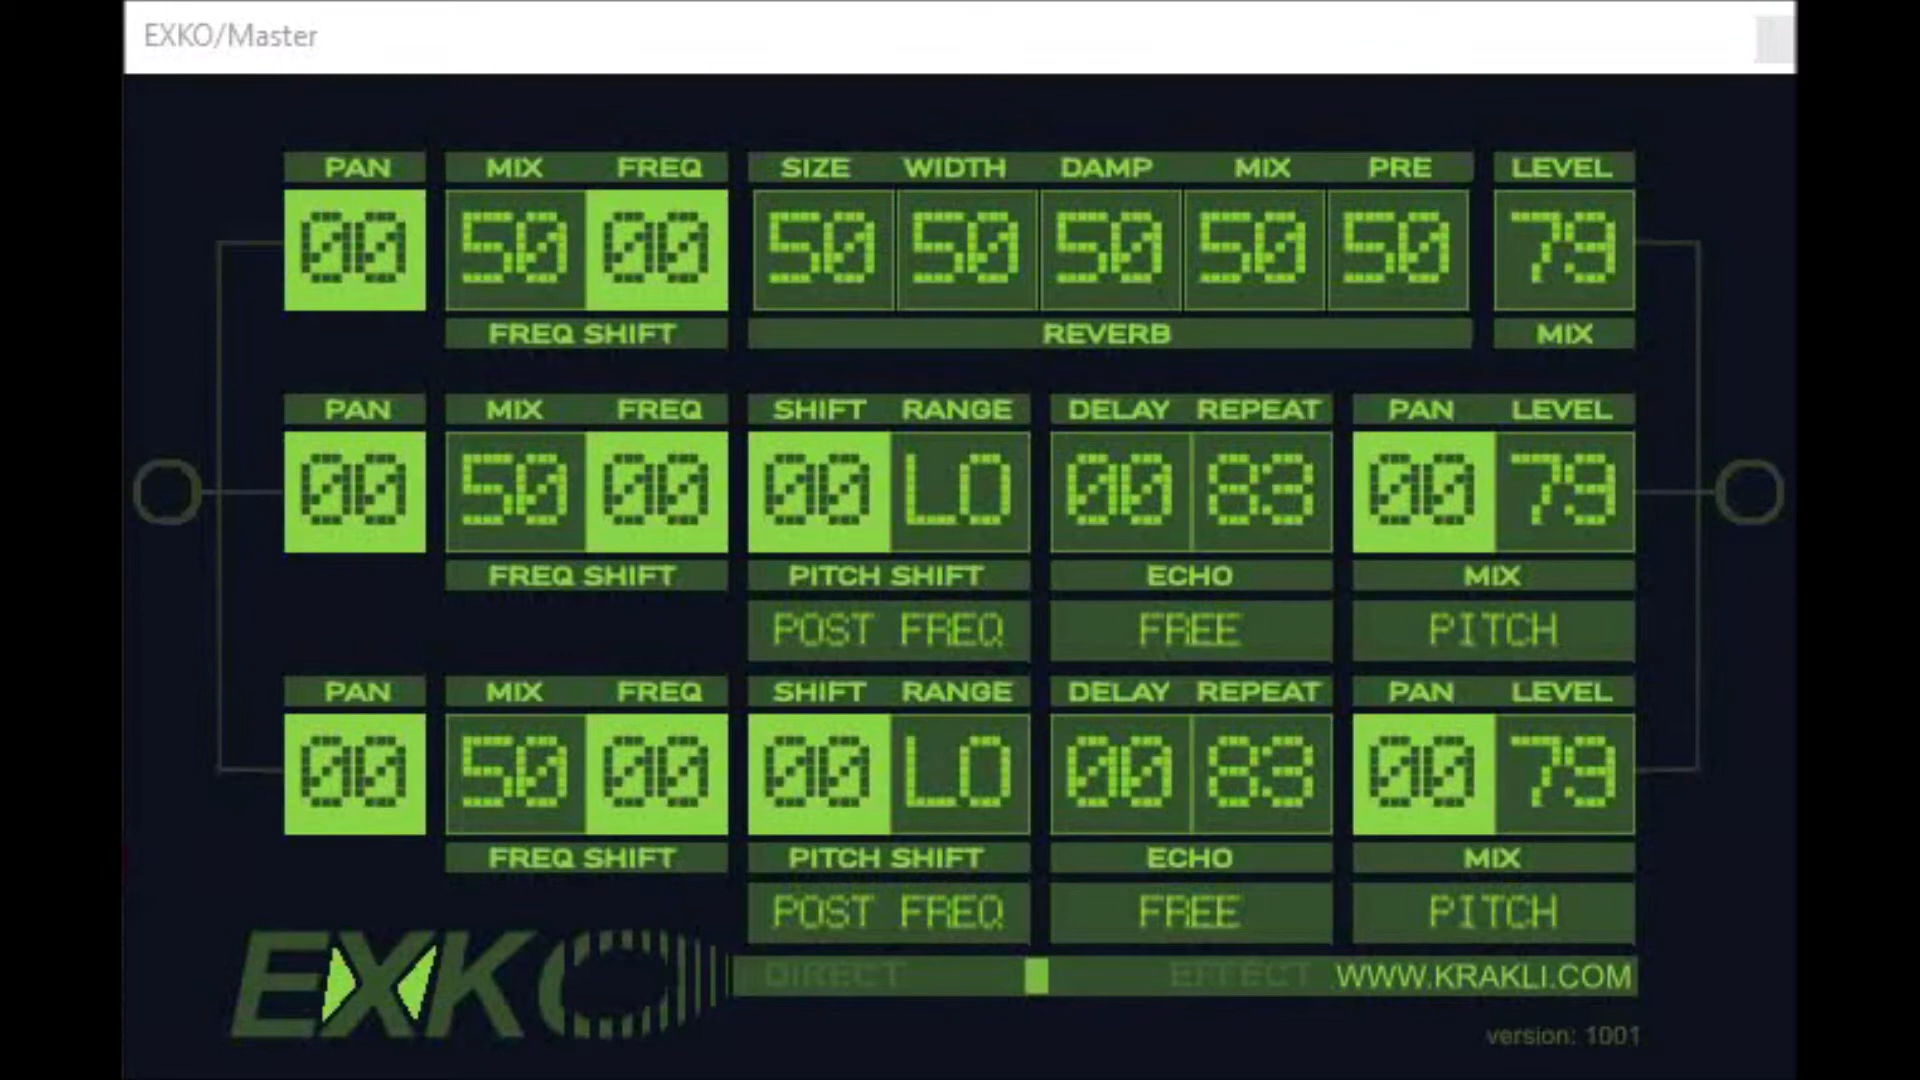 EXKO/Master
PAN MIX FREQ SIZE WIDTH DAMP MIX PRE LEVEL
00 50 00 50 50 50 50 50 79
FREQ SHIFT REVERB MIX
PAN MIX FREQ SHIFT RANGE DELAY REPEAT PAN LEVEL
00 50 00 00 LO 00 83 00 79
FREQ SHIFT PITCH SHIFT ECHO MIX
POST FREQ FREE PITCH
PAN MIX FREQ SHIFT RANGE DELAY REPEAT PAN LEVEL
00 50 00 00 LO 00 83 00 79
FREQ SHIFT PITCH SHIFT ECHO MIX
POST FREQ FREE PITCH
EXKO DIRECT EFFECT WWW.KRAKLI.COM
version: 1001